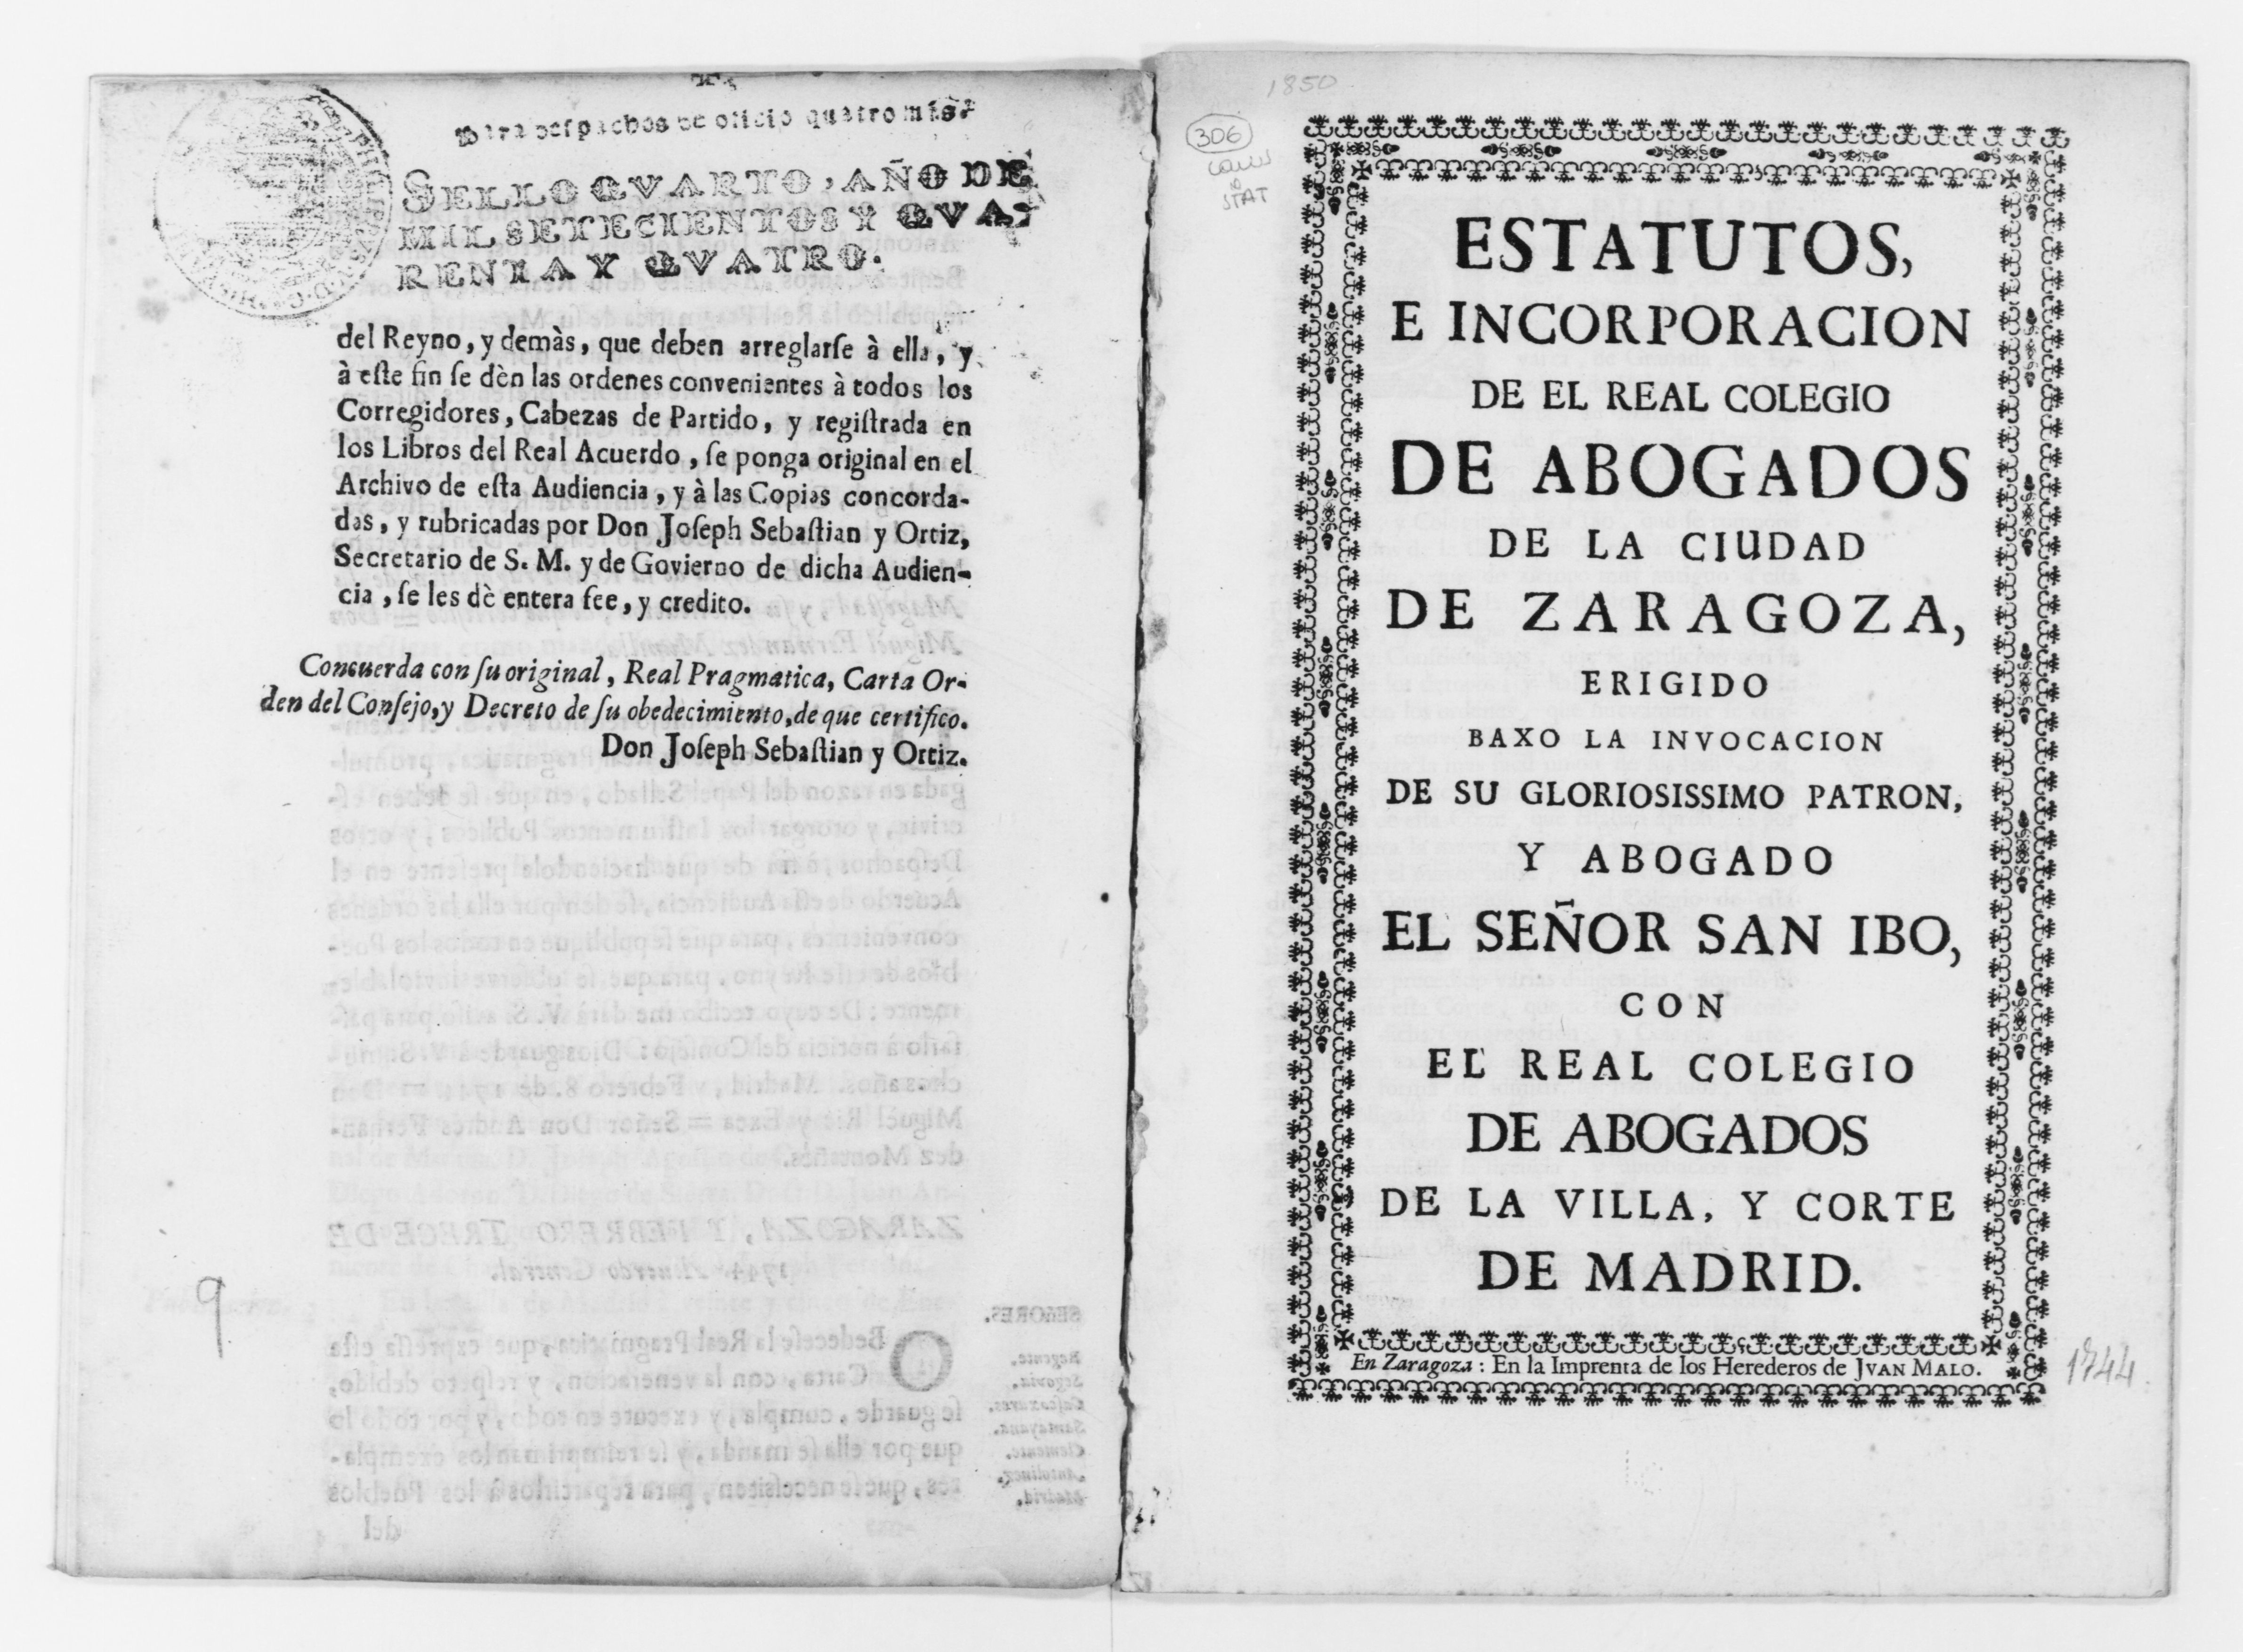 Para despachos de oficio quatro mrs.
SELLO QVARTO, AÑO DE
MIL SETECIENTOS Y QVA-
RENTA Y QVATRO.
del Reyno, y demàs, que deben arreglarſe à ella, y
à eſte fin ſe dèn las ordenes convenientes à todos los
Corregidores, Cabezas de Partido, y regiſtrada en
los Libros del Real Acuerdo, ſe ponga original en el
Archivo de eſta Audiencia, y à las Copias concorda-
das, y rubricadas por Don Joſeph Sebaſtian y Ortiz,
Secretario de S. M. y de Govierno de dicha Audien-
cia, ſe les dè entera fee, y credito.
Concuerda con ſu original, Real Pragmatica, Carta Or-
den del Conſejo, y Decreto de ſu obedecimiento, de que certifico.
Don Joſeph Sebaſtian y Ortiz.
9
1850
306
STAT
ESTATUTOS,
E INCORPORACION
DE EL REAL COLEGIO
DE ABOGADOS
DE LA CIUDAD
DE ZARAGOZA,
ERIGIDO
BAXO LA INVOCACION
DE SU GLORIOSISSIMO PATRON,
Y ABOGADO
EL SEÑOR SAN IBO,
CON
EL REAL COLEGIO
DE ABOGADOS
DE LA VILLA, Y CORTE
DE MADRID.
En Zaragoza: En la Imprenta de los Herederos de JVAN MALO.
1744